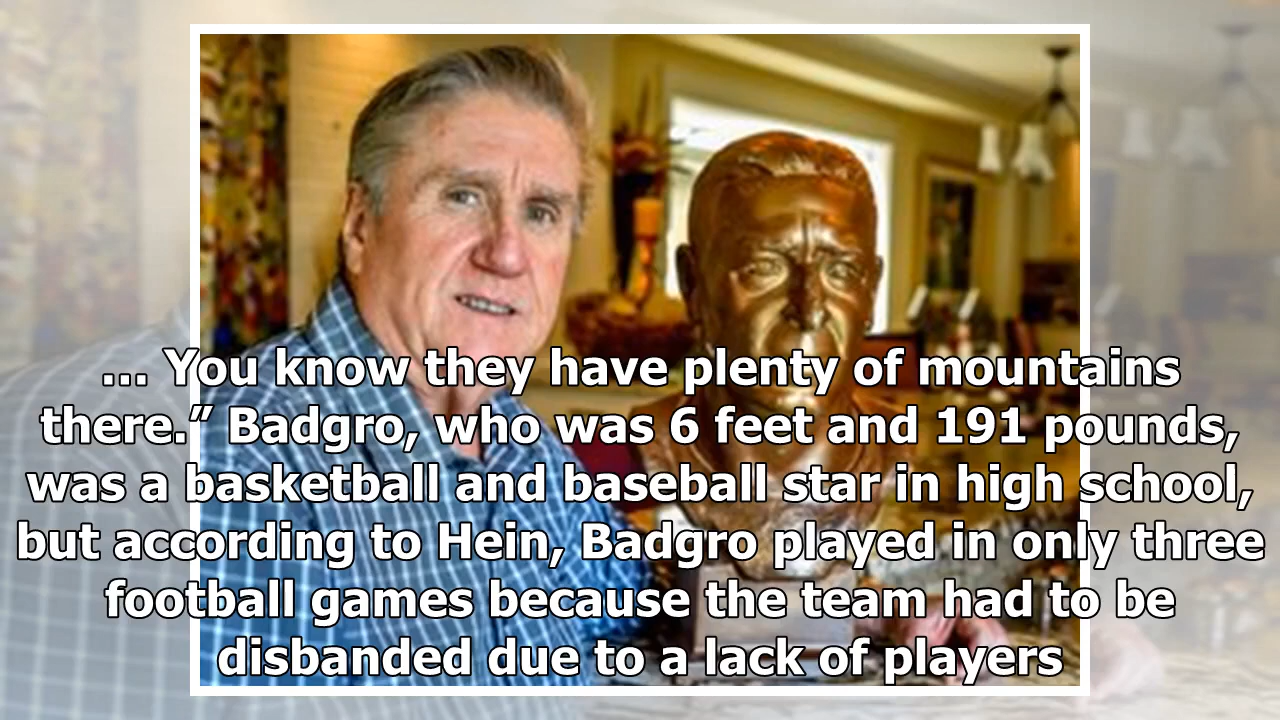 ... You know they have plenty of mountains
there.” Badgro, who was 6 feet and 191 pounds,
was a basketball and baseball star in high school,
but according to Hein, Badgro played in only three
football games because the team had to be
disbanded due to a lack of players